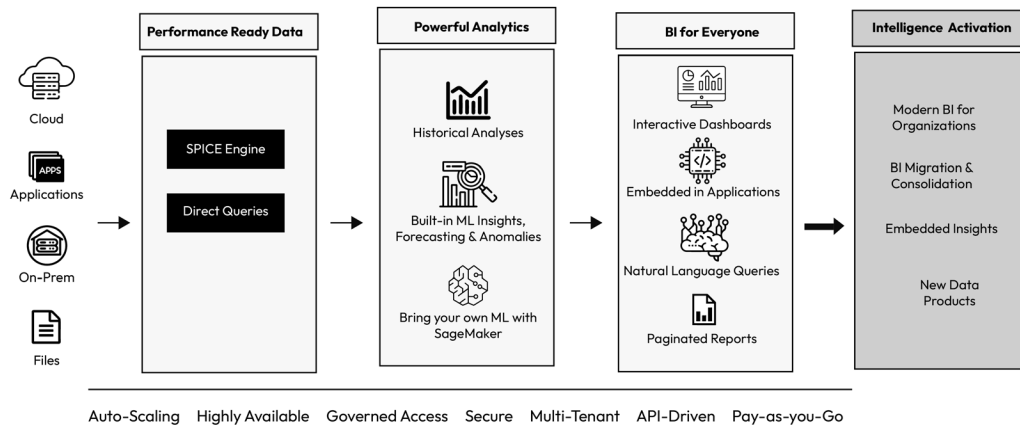 Performance Ready Data
Powerful Analytics
BI for Everyone
Intelligence Activation
Cloud
APPS
Applications
On-Prem
Files
SPICE Engine
Direct Queries
Historical Analyses
Built-in ML Insights,
Forecasting & Anomalies
Bring your own ML with
SageMaker
Interactive Dashboards
Embedded in Applications
Natural Language Queries
Paginated Reports
Modern BI for
Organizations
BI Migration &
Consolidation
Embedded Insights
New Data
Products
Auto-Scaling Highly Available Governed Access Secure Multi-Tenant API-Driven Pay-as-you-Go